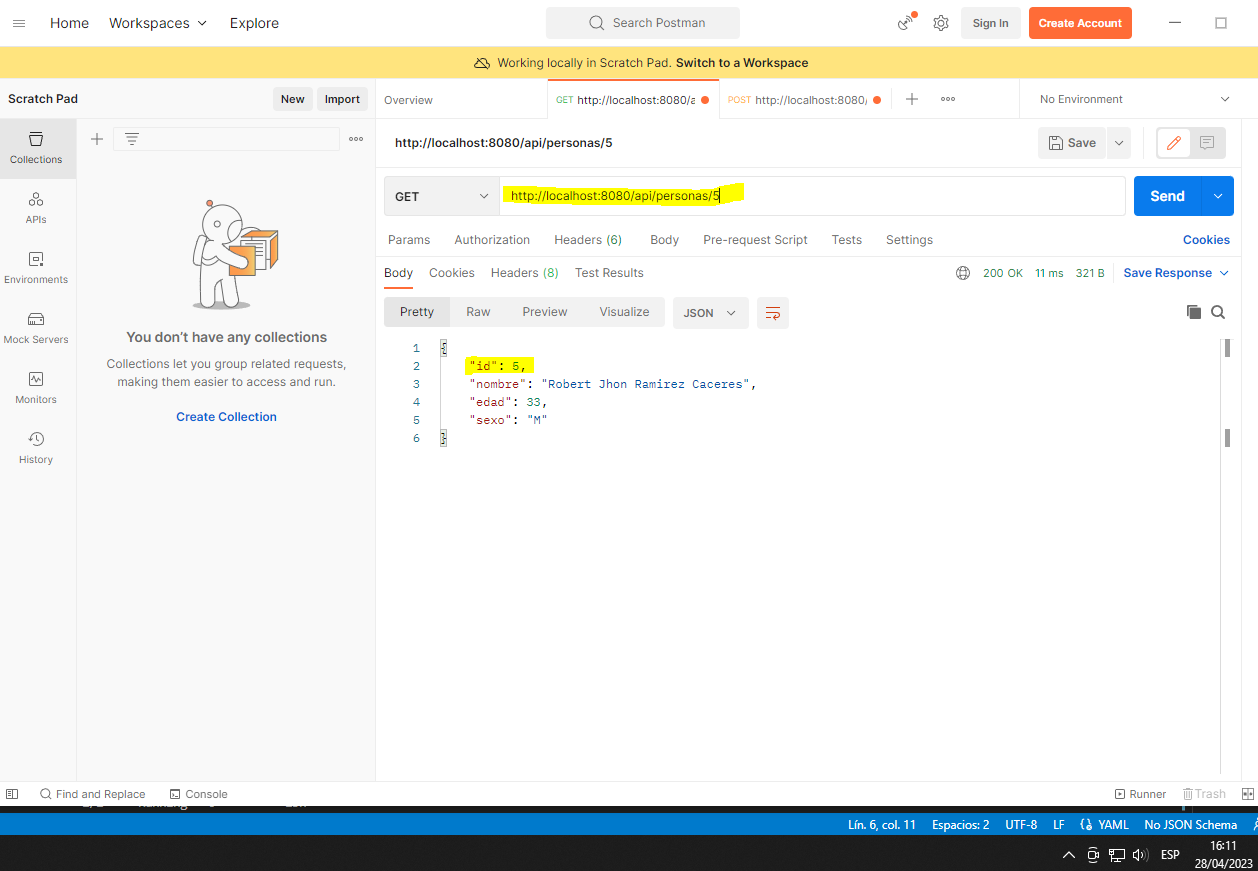 Home Workspaces Explore Search Postman Sign In Create Account
Working locally in Scratch Pad. Switch to a Workspace
Scratch Pad New Import Overview GET http://localhost:8080/a POST http://localhost:8080/ No Environment
Collections
APIs
Environments
Mock Servers
Monitors
History
You don't have any collections
Collections let you group related requests,
making them easier to access and run.
Create Collection
http://localhost:8080/api/personas/5 Save
GET http://localhost:8080/api/personas/5 Send
Params Authorization Headers (6) Body Pre-request Script Tests Settings Cookies
Body Cookies Headers (8) Test Results 200 OK 11 ms 321 B Save Response
Pretty Raw Preview Visualize JSON
1 {
2 "id": 5,
3 "nombre": "Robert Jhon Ramirez Caceres",
4 "edad": 33,
5 "sexo": "M"
6 }
Find and Replace Console Runner Trash
Lín. 6, col. 11 Espacios: 2 UTF-8 LF YAML No JSON Schema
ESP 16:11
28/04/2023